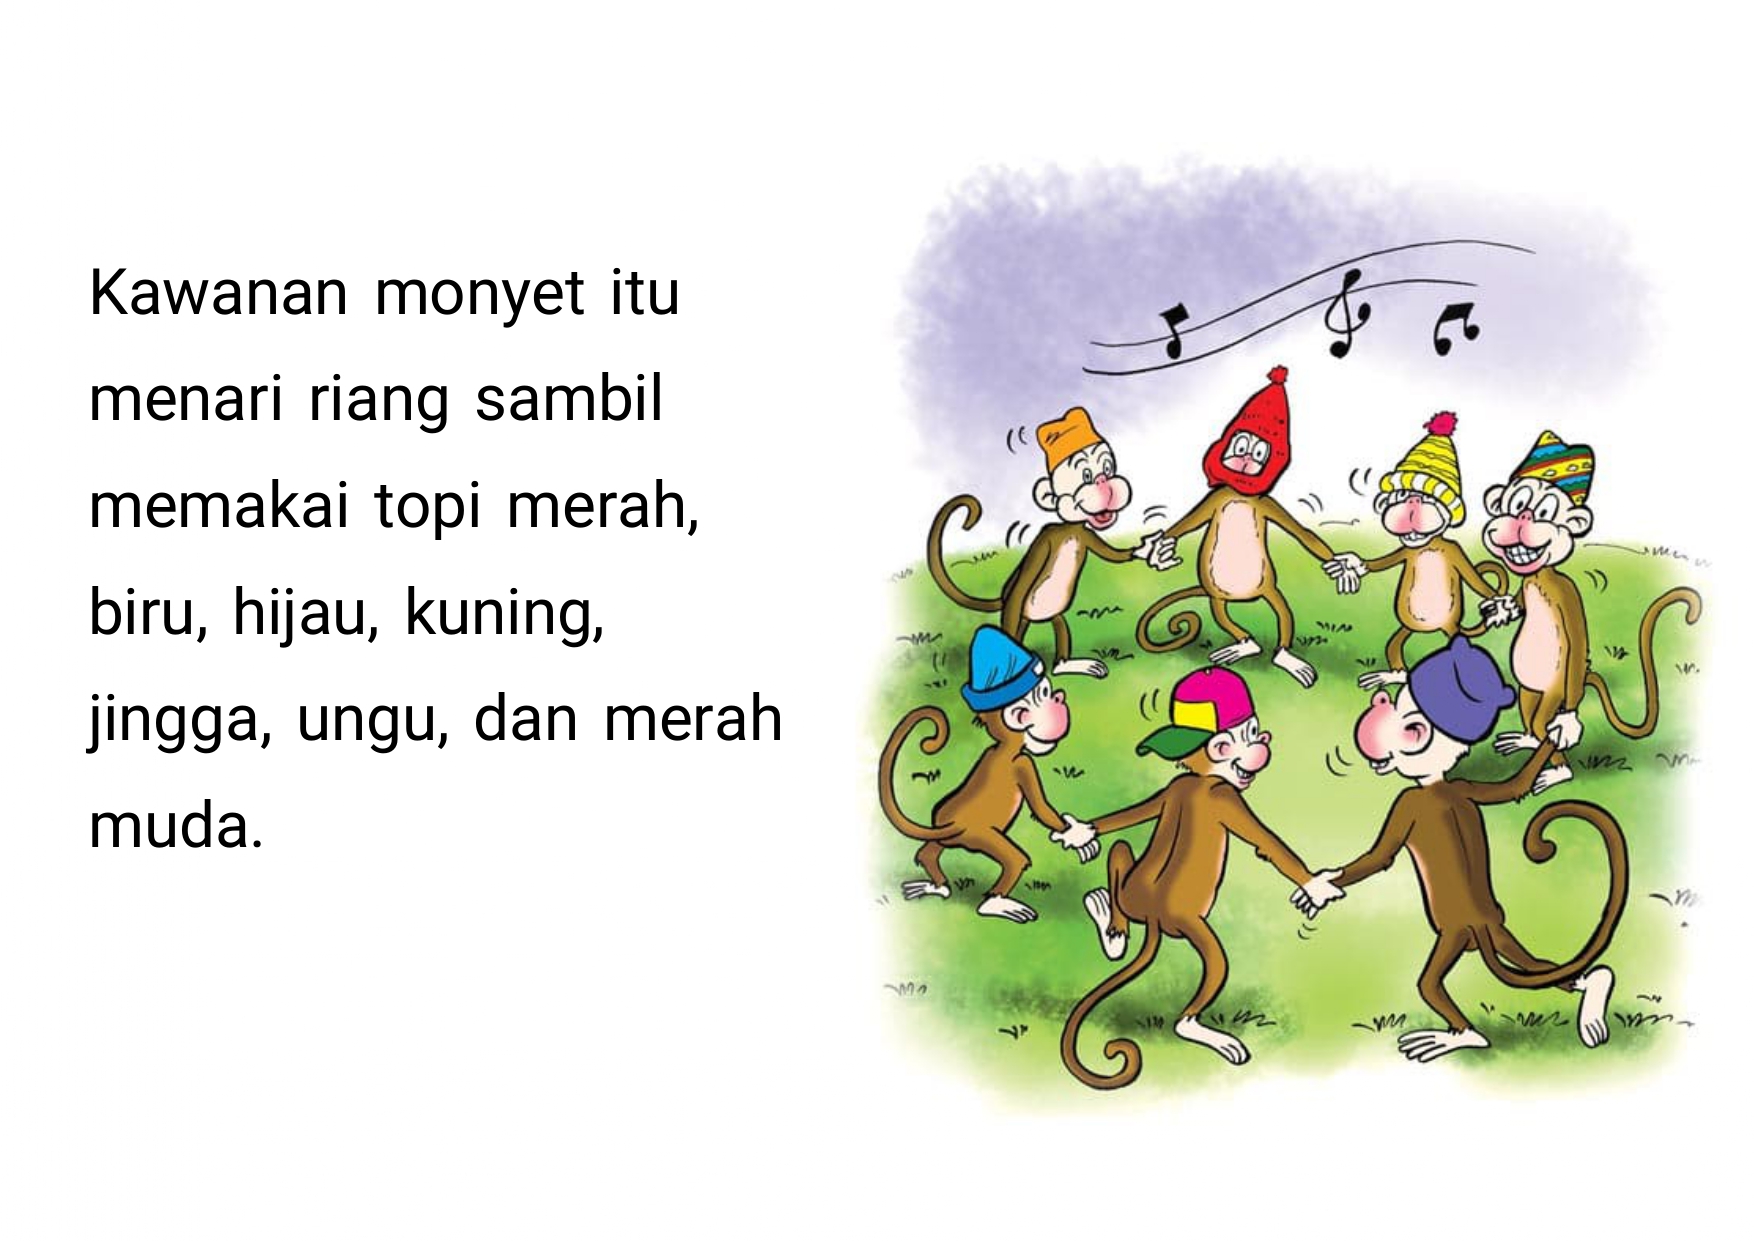 Kawanan monyet itu
menari riang sambil
memakai topi merah,
biru, hijau, kuning,
jingga, ungu, dan merah
muda.